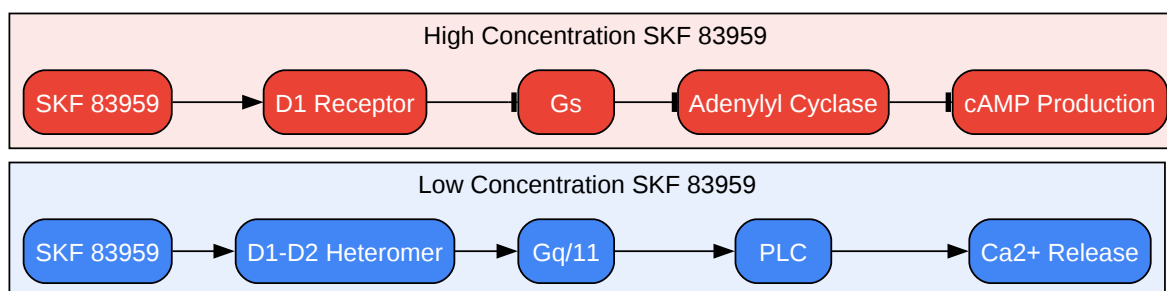 High Concentration SKF 83959
SKF 83959
D1 Receptor
Gs
Adenylyl Cyclase
cAMP Production
Low Concentration SKF 83959
SKF 83959
D1-D2 Heteromer
Gq/11
PLC
Ca2+ Release